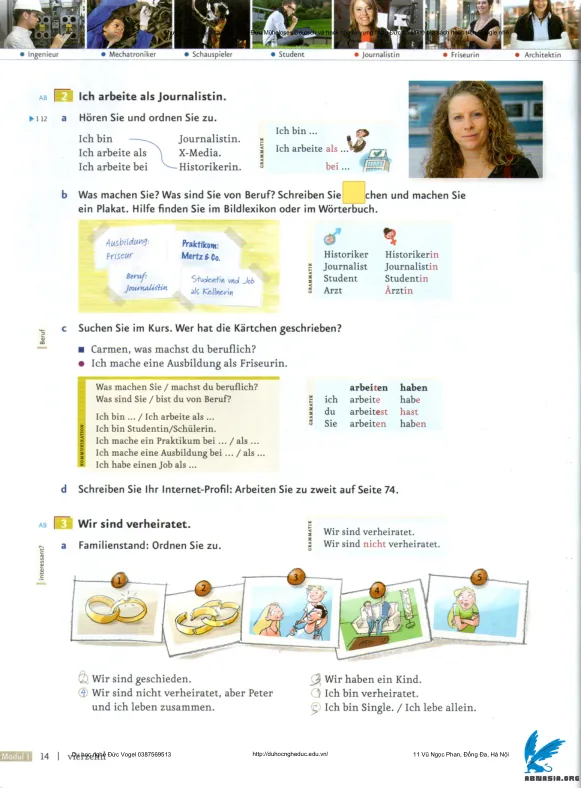 Ingenieur
Mechatroniker
Schauspieler
Student
Journalistin
Friseurin
Architektin
AB 2 Ich arbeite als Journalistin.
1 12 a Hören Sie und ordnen Sie zu.
Ich bin Journalistin.
Ich arbeite als X-Media.
Ich arbeite bei Historikerin.
GRAMMATIK
Ich bin ...
Ich arbeite als ...
bei ...
b Was machen Sie? Was sind Sie von Beruf? Schreiben Sie chen und machen Sie
ein Plakat. Hilfe finden Sie im Bildlexikon oder im Wörterbuch.
Ausbildung:
Friseur
Praktikum:
Mertz & Co.
Beruf:
Journalistin
Studentin und Job
als Kellnerin
GRAMMATIK
Historiker Historikerin
Journalist Journalistin
Student Studentin
Arzt Ärztin
Beruf
c Suchen Sie im Kurs. Wer hat die Kärtchen geschrieben?
Carmen, was machst du beruflich?
Ich mache eine Ausbildung als Friseurin.
KOMMUNIKATION
Was machen Sie / machst du beruflich?
Was sind Sie / bist du von Beruf?
Ich bin ... / Ich arbeite als ...
Ich bin Studentin/Schülerin.
Ich mache ein Praktikum bei ... / als ...
Ich mache eine Ausbildung bei ... / als ...
Ich habe einen Job als ...
GRAMMATIK
arbeiten haben
ich arbeite habe
du arbeitest hast
Sie arbeiten haben
d Schreiben Sie Ihr Internet-Profil: Arbeiten Sie zu zweit auf Seite 74.
AB 3 Wir sind verheiratet.
Interessant?
a Familienstand: Ordnen Sie zu.
GRAMMATIK
Wir sind verheiratet.
Wir sind nicht verheiratet.
1
2
3
4
5
2 Wir sind geschieden.
4 Wir sind nicht verheiratet, aber Peter
und ich leben zusammen.
3 Wir haben ein Kind.
1 Ich bin verheiratet.
5 Ich bin Single. / Ich lebe allein.
Modul 1 14 | vierzehn
Du học nghề Đức Vogel 0387569513
http://duhocngheduc.edu.vn/
11 Vũ Ngọc Phan, Đống Đa, Hà Nội
ABWASIA.ORG